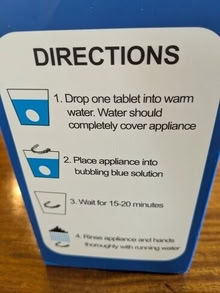 DIRECTIONS
1. Drop one tablet into warm
water. Water should
completely cover appliance
2. Place appliance into
bubbling blue solution
3. Wait for 15-20 minutes
4. Rinse appliance and hands
thoroughly with running water